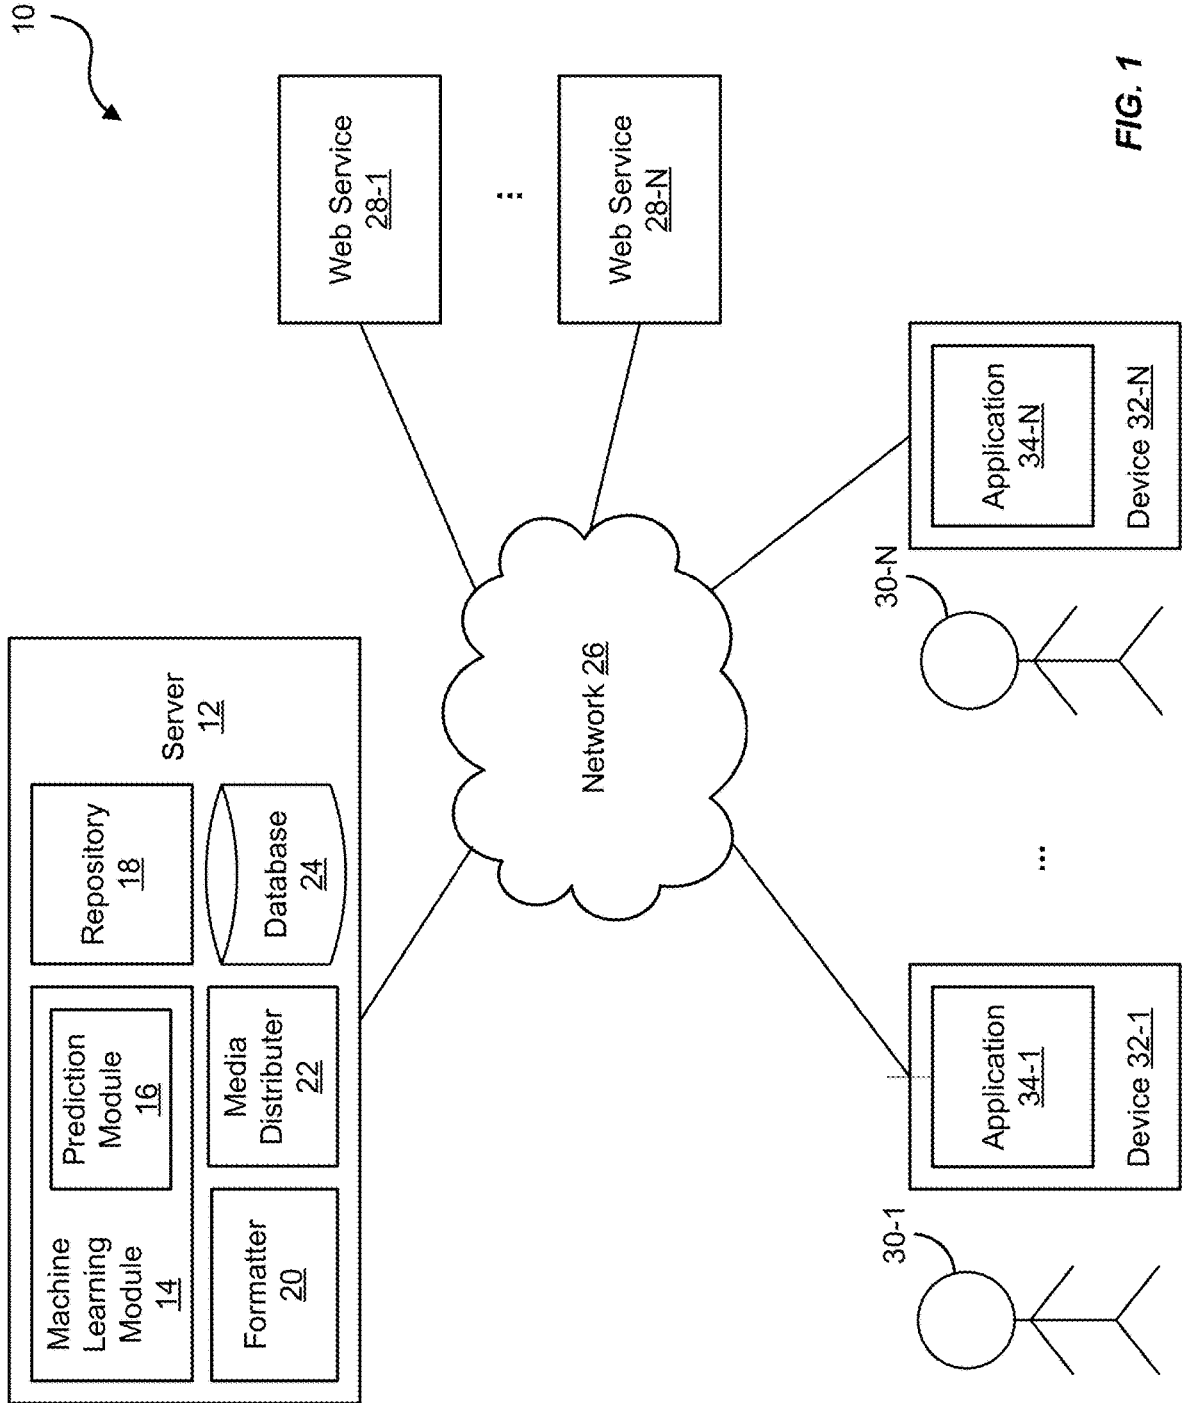 10
Machine
Learning
Module
14
Prediction
Module
16
Repository
18
Server
12
Formatter
20
Media
Distributer
22
Database
24
Web Service
28-1
...
Web Service
28-N
Network 26
30-1
Application
34-1
Device 32-1
...
30-N
Application
34-N
Device 32-N
FIG. 1